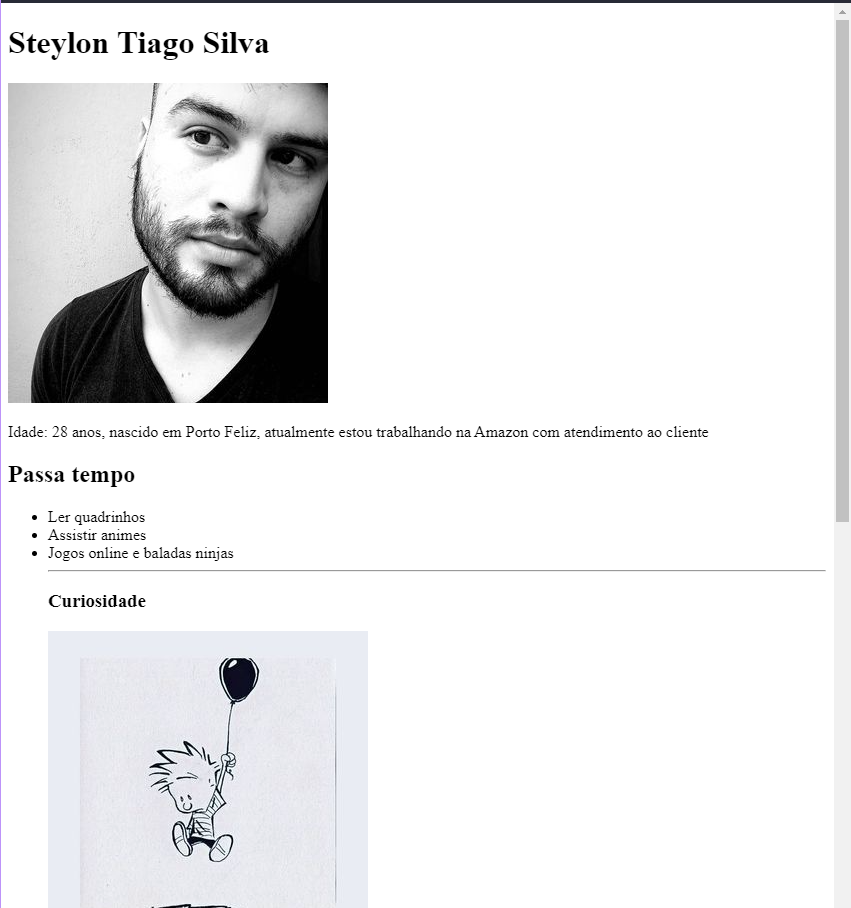 Steylon Tiago Silva
Idade: 28 anos, nascido em Porto Feliz, atualmente estou trabalhando na Amazon com atendimento ao cliente
Passa tempo
Ler quadrinhos
Assistir animes
Jogos online e baladas ninjas
Curiosidade